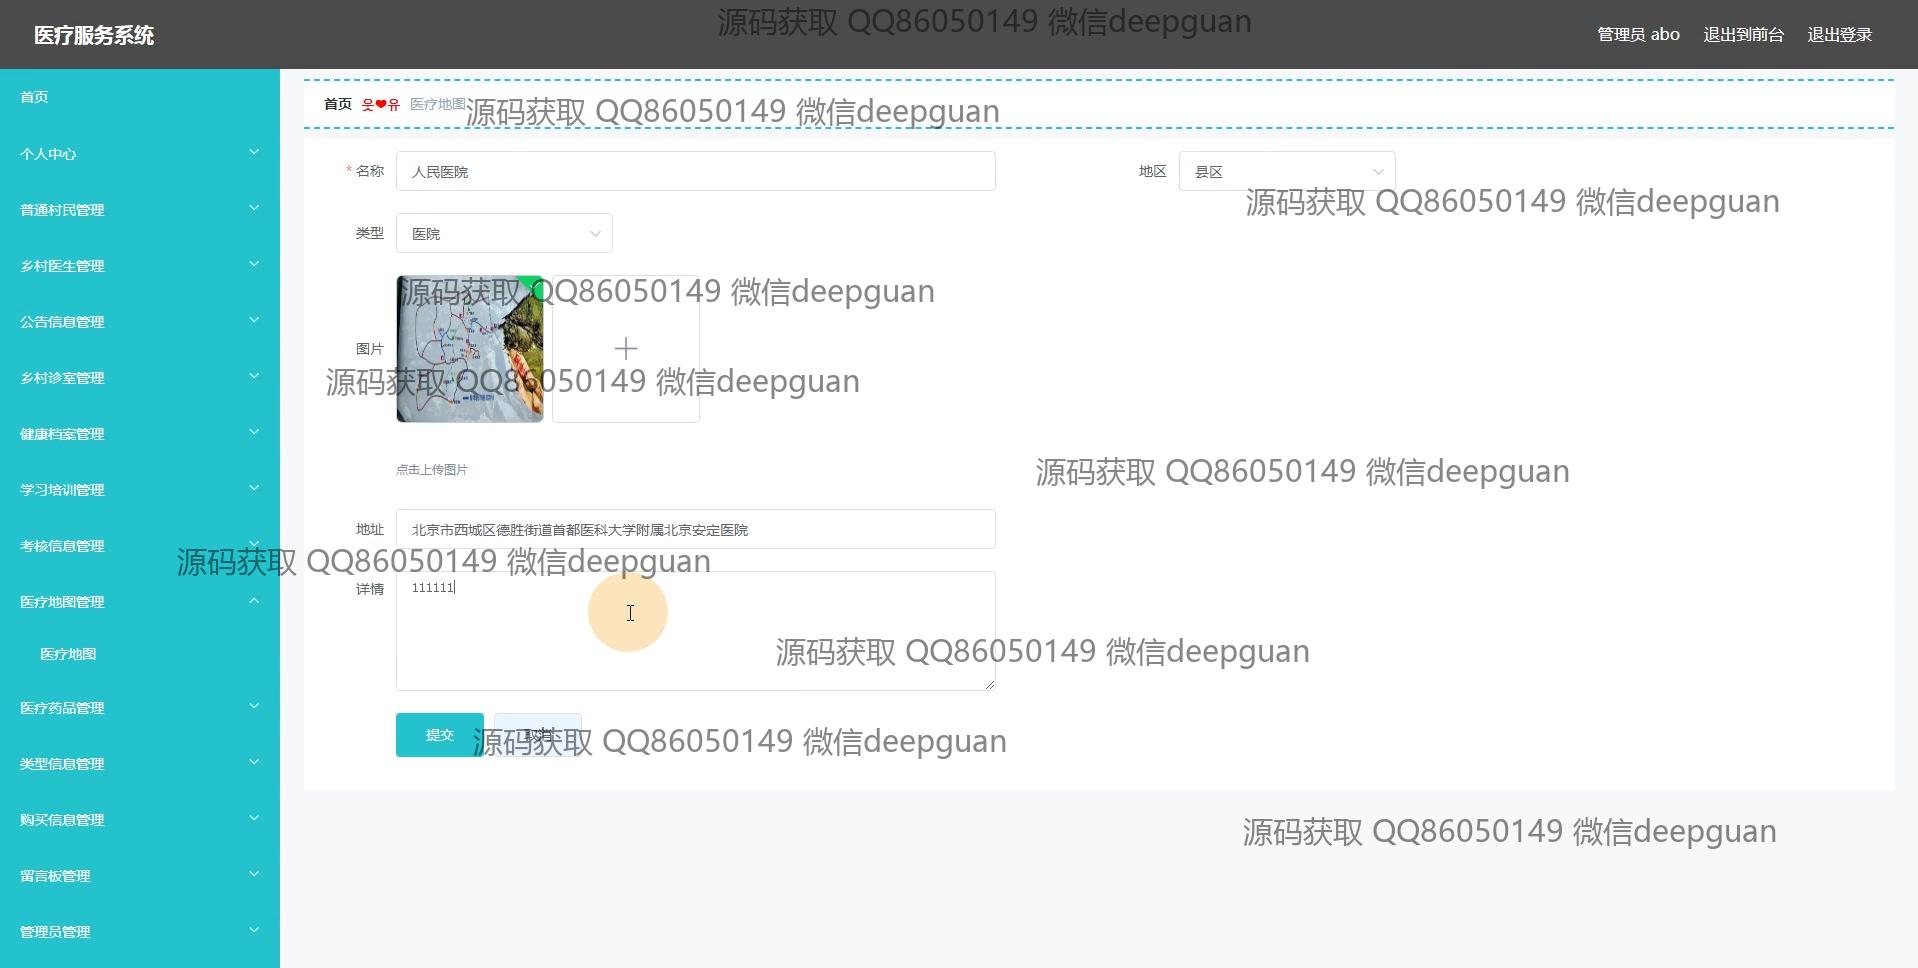 源码获取 QQ86050149 微信deepguan
医疗服务系统
管理员 abo 退出到前台 退出登录
首页
个人中心
普通村民管理
乡村医生管理
公告信息管理
乡村诊室管理
健康档案管理
学习培训管理
考核信息管理
医疗地图管理
医疗地图
医疗药品管理
类型信息管理
购买信息管理
留言板管理
管理员管理
首页 웃❤유 医疗地图
源码获取 QQ86050149 微信deepguan
* 名称 人民医院
地区 县区
源码获取 QQ86050149 微信deepguan
类型 医院
源码获取 QQ86050149 微信deepguan
图片
源码获取 QQ86050149 微信deepguan
点击上传图片
源码获取 QQ86050149 微信deepguan
地址 北京市西城区德胜街道首都医科大学附属北京安定医院
源码获取 QQ86050149 微信deepguan
详情 111111
源码获取 QQ86050149 微信deepguan
提交 取消
源码获取 QQ86050149 微信deepguan
源码获取 QQ86050149 微信deepguan